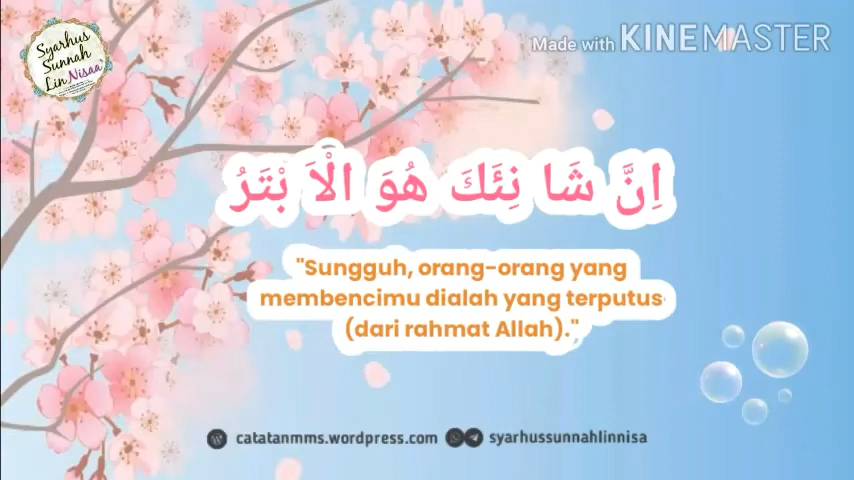 Syarhus
Sunnah
Lin Nisaa'
Made with KINEMASTER
اِنَّ شَا نِئَكَ هُوَ الْاَ بْتَرُ
"Sungguh, orang-orang yang
membencimu dialah yang terputus
(dari rahmat Allah)."
catatanmms.wordpress.com syarhussunnahlinnisa